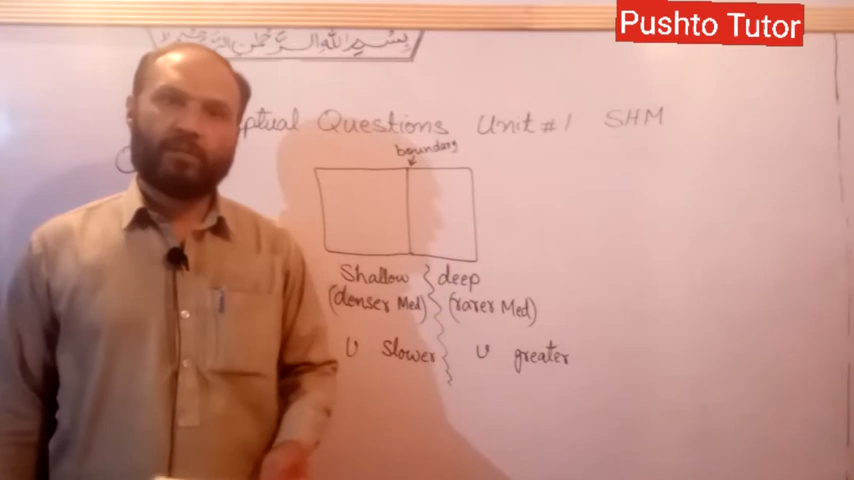 Pushto Tutor
بسم الله الرحمن الرحيم
ptual Questions Unit #1 SHM
boundary
Shallow deep
(denser Med) (rarer Med)
υ slower υ greater